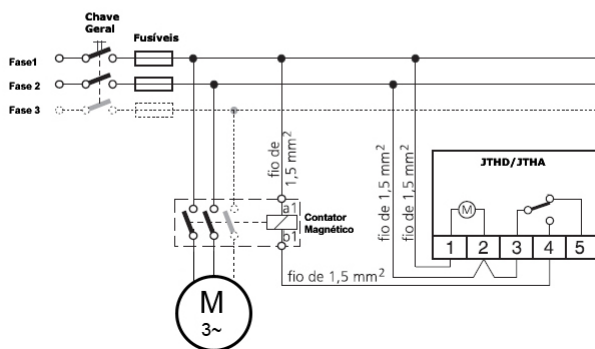 Chave
Geral
Fusíveis
Fase1
Fase 2
Fase 3
fio de
1,5 mm2
fio de 1,5 mm2
fio de 1,5 mm2
JTHD/JTHA
M
1 2 3 4 5
a1
b1
Contator
Magnético
fio de 1,5 mm2
M
3~